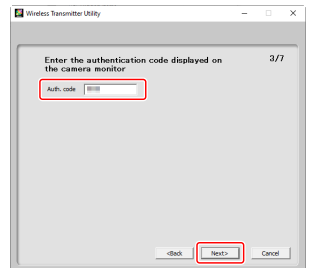 Wireless Transmitter Utility
Enter the authentication code displayed on
the camera monitor
3/7
Auth. code
<Back
Next>
Cancel